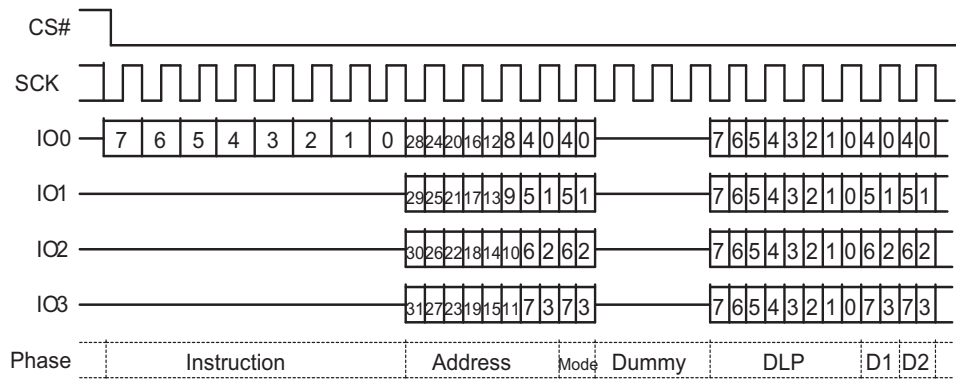 CS#
SCK
IO0 7 6 5 4 3 2 1 0 28 24 20 16 12 8 4 0 4 0 7 6 5 4 3 2 1 0 4 0 4 0
IO1 29 25 21 17 13 9 5 1 5 1 7 6 5 4 3 2 1 0 5 1 5 1
IO2 30 26 22 18 14 10 6 2 6 2 7 6 5 4 3 2 1 0 6 2 6 2
IO3 31 27 23 19 15 11 7 3 7 3 7 6 5 4 3 2 1 0 7 3 7 3
Phase Instruction Address Mode Dummy DLP D1 D2